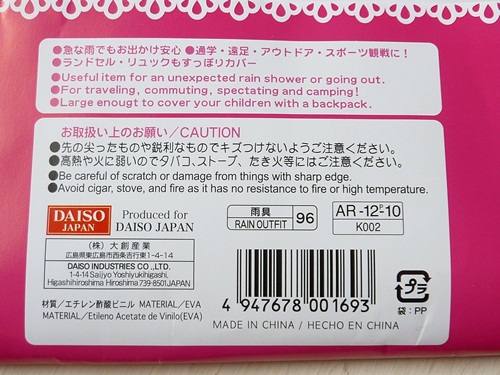 ●急な雨でもお出かけ安心 ●通学・遠足・アウトドア・スポーツ観戦に！
●ランドセル・リュックもすっぽりカバー
●Useful item for an unexpected rain shower or going out.
●For traveling, commuting, spectating and camping!
●Large enougt to cover your children with a backpack.
お取扱い上のお願い／CAUTION
●先の尖ったものや鋭利なものでキズつけないようご注意ください。
●高熱や火に弱いのでタバコ、ストーブ、たき火等にはご注意ください。
●Be careful of scratch or damage from things with sharp edge.
●Avoid cigar, stove, and fire as it has no resistance to fire or high temperature.
DAISO JAPAN
Produced for DAISO JAPAN
雨具 RAIN OUTFIT 96
AR-12-P-10
K002
(株)大創産業
広島県東広島市西条吉行東1-4-14
DAISO INDUSTRIES CO.,LTD.
1-4-14 Saijyo Yoshiyukihigashi,
Higashihiroshima Hiroshima 739-8501JAPAN
材質／エチレン酢酸ビニル MATERIAL/EVA
MATERIAL／Etileno Acetate de Vinilo(EVA)
4 947678 001693
MADE IN CHINA / HECHO EN CHINA
プラ
袋：PP